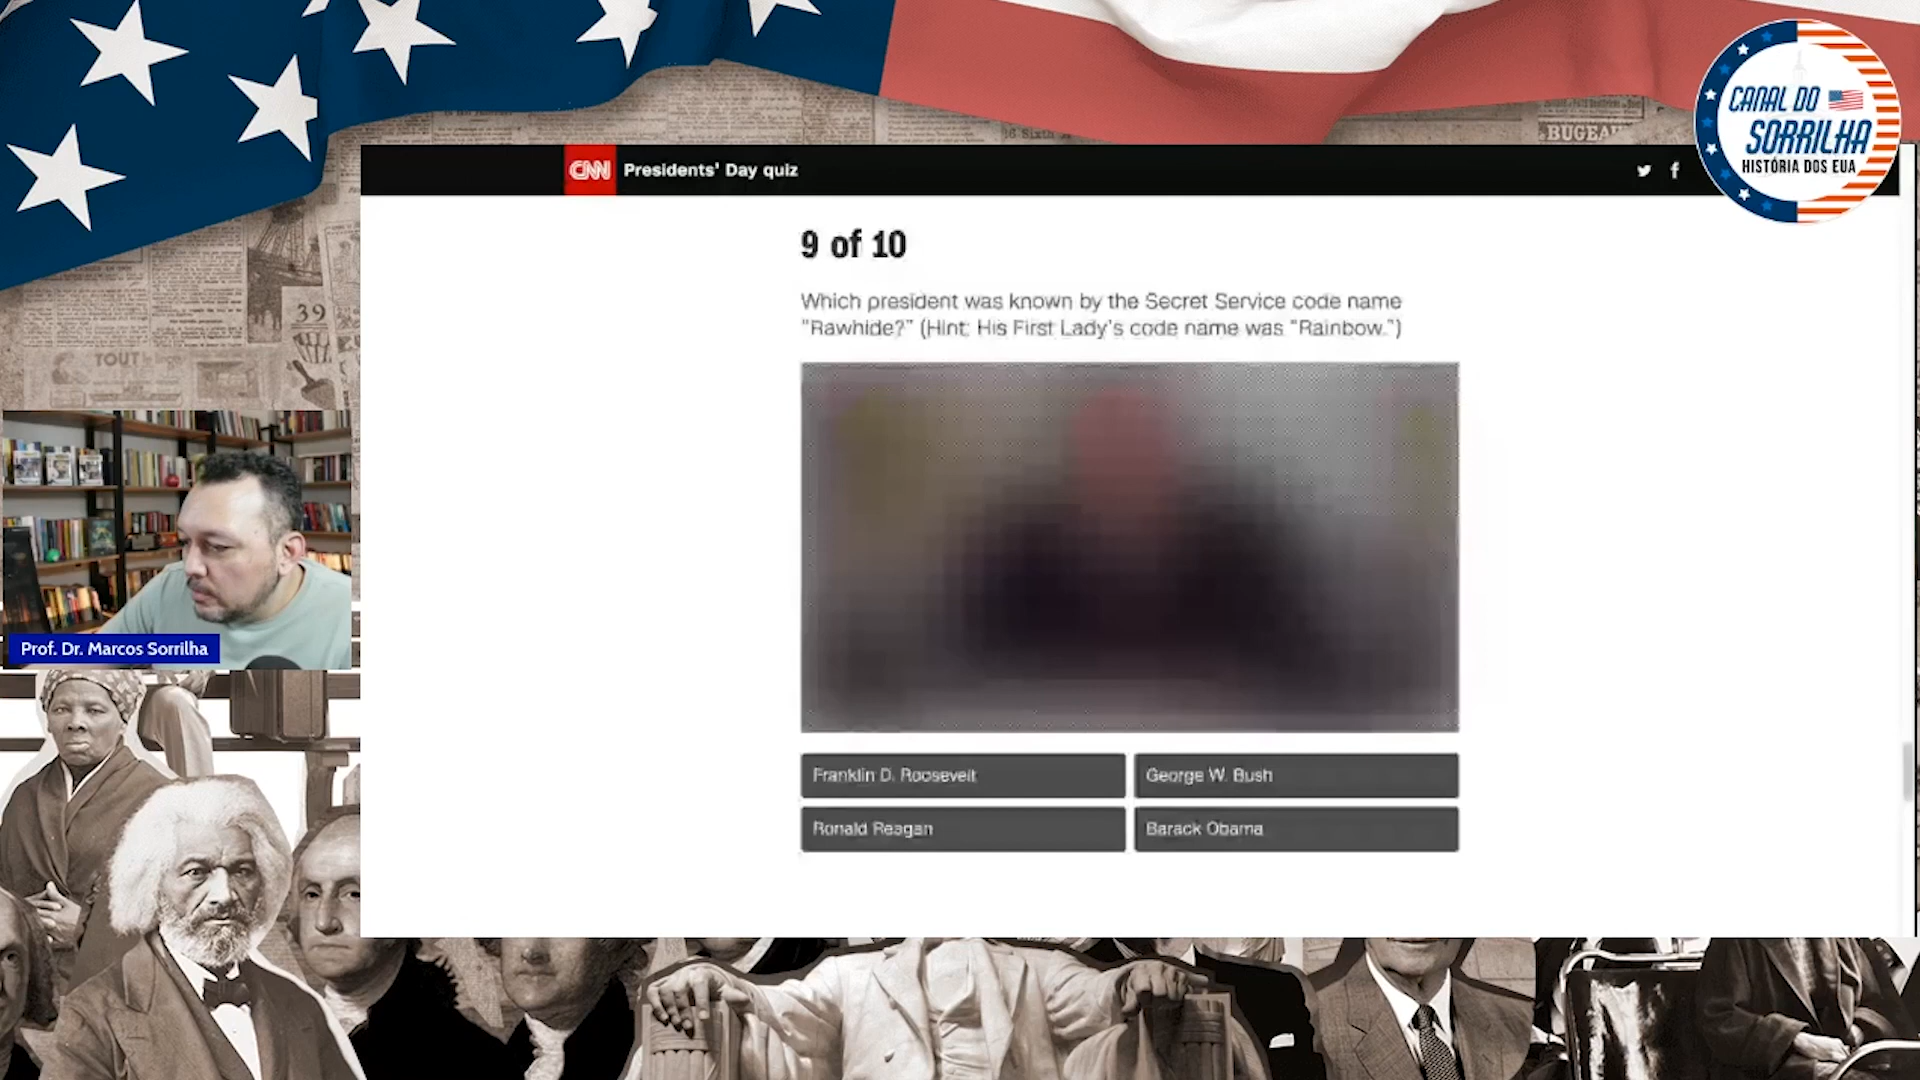 CANAL DO
SORRILHA
HISTÓRIA DOS EUA
BUGEAU
CNN Presidents' Day quiz
9 of 10
Which president was known by the Secret Service code name
"Rawhide?" (Hint: His First Lady's code name was "Rainbow.")
39
TOUT
Franklin D. Roosevelt
George W. Bush
Ronald Reagan
Barack Obama
Prof. Dr. Marcos Sorrilha